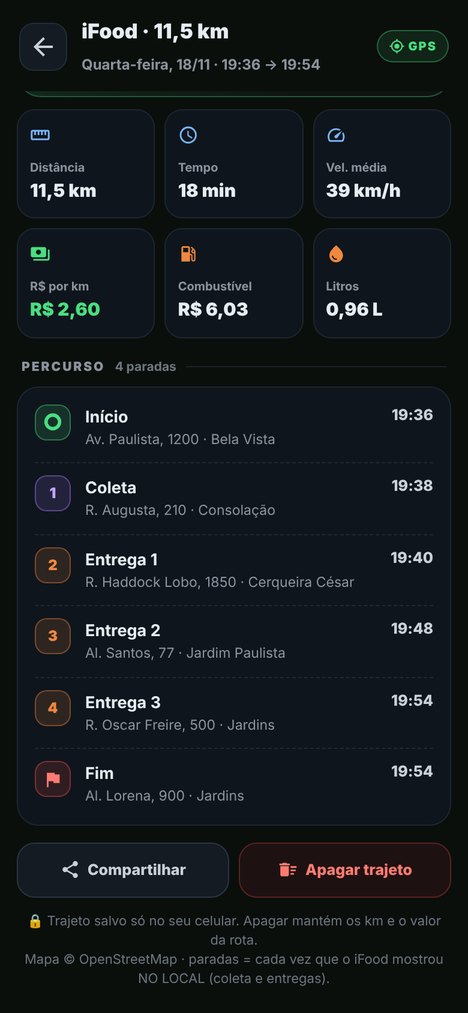 iFood · 11,5 km
Quarta-feira, 18/11 · 19:36 → 19:54
GPS
Distância
11,5 km
Tempo
18 min
Vel. média
39 km/h
R$ por km
R$ 2,60
Combustível
R$ 6,03
Litros
0,96 L
PERCURSO 4 paradas
Início 19:36
Av. Paulista, 1200 · Bela Vista
1 Coleta 19:38
R. Augusta, 210 · Consolação
2 Entrega 1 19:40
R. Haddock Lobo, 1850 · Cerqueira César
3 Entrega 2 19:48
Al. Santos, 77 · Jardim Paulista
4 Entrega 3 19:54
R. Oscar Freire, 500 · Jardins
Fim 19:54
Al. Lorena, 900 · Jardins
Compartilhar
Apagar trajeto
🔒 Trajeto salvo só no seu celular. Apagar mantém os km e o valor
da rota.
Mapa © OpenStreetMap · paradas = cada vez que o iFood mostrou
NO LOCAL (coleta e entregas).